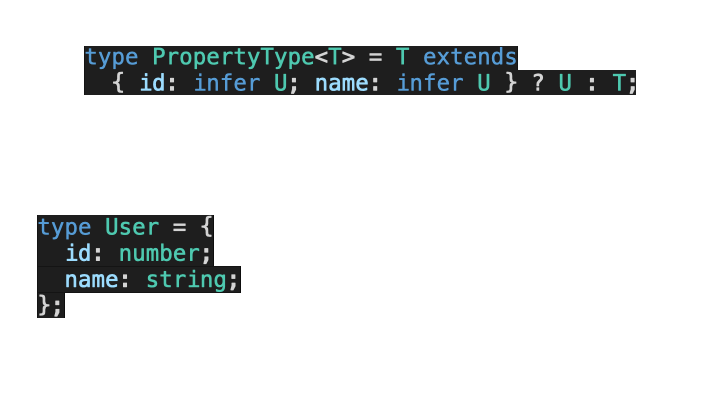 type PropertyType<T> = T extends
  { id: infer U; name: infer U } ? U : T;
type User = {
  id: number;
  name: string;
};